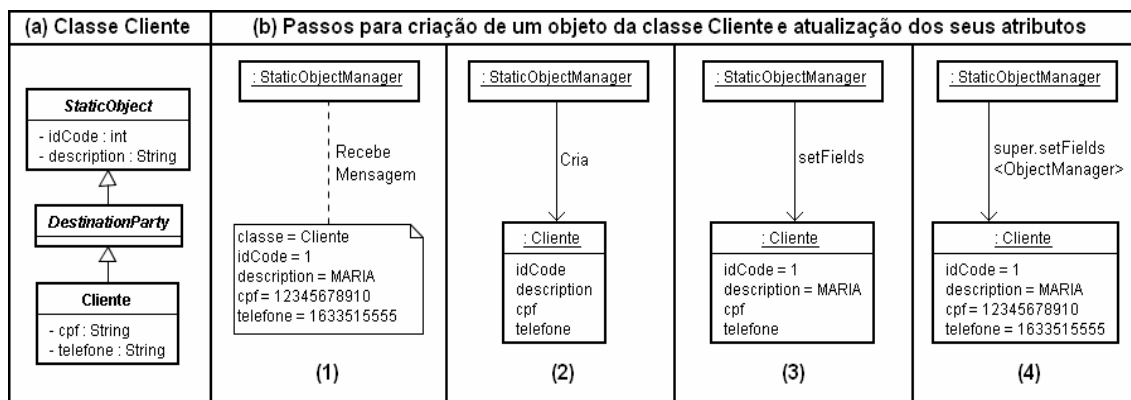 (a) Classe Cliente
(b) Passos para criação de um objeto da classe Cliente e atualização dos seus atributos
StaticObject
- idCode : int
- description : String
DestinationParty
Cliente
- cpf : String
- telefone : String
: StaticObjectManager
Recebe
Mensagem
classe = Cliente
idCode = 1
description = MARIA
cpf = 12345678910
telefone = 1633515555
(1)
: StaticObjectManager
Cria
: Cliente
idCode
description
cpf
telefone
(2)
: StaticObjectManager
setFields
: Cliente
idCode = 1
description = MARIA
cpf
telefone
(3)
: StaticObjectManager
super.setFields
<ObjectManager>
: Cliente
idCode = 1
description = MARIA
cpf = 12345678910
telefone = 1633515555
(4)